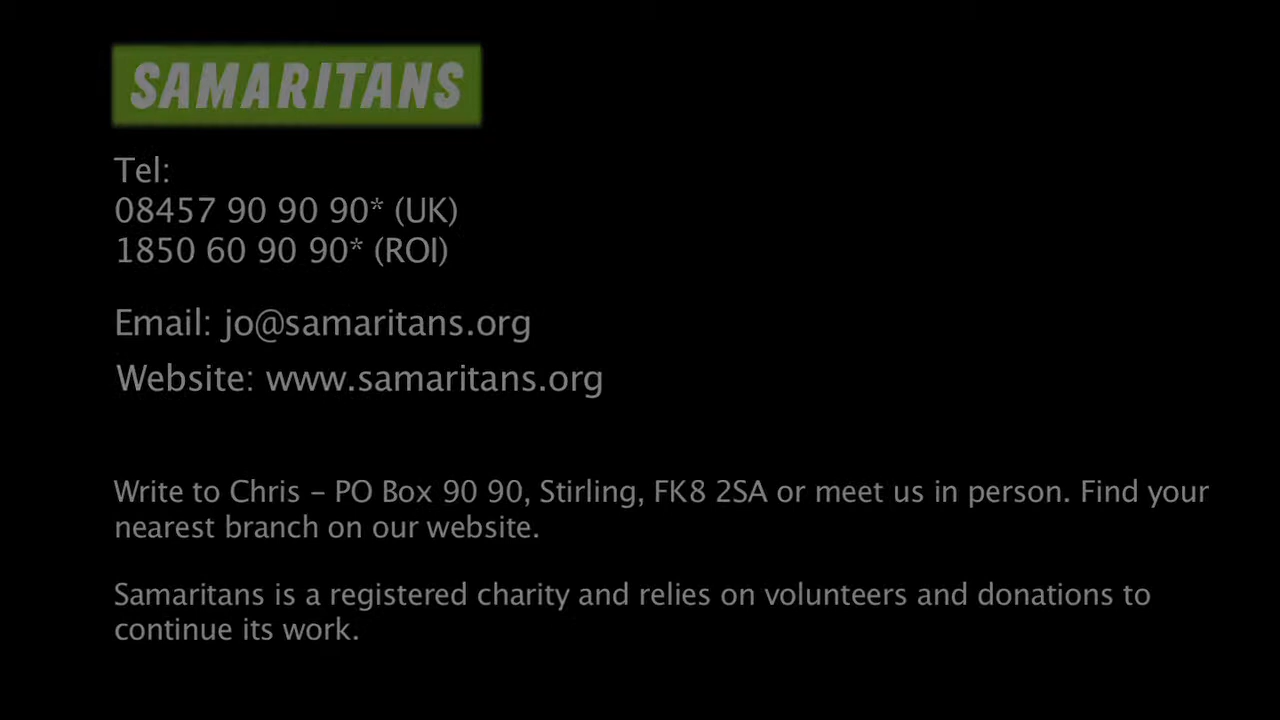 SAMARITANS
Tel:
08457 90 90 90* (UK)
1850 60 90 90* (ROI)
Email: jo@samaritans.org
Website: www.samaritans.org
Write to Chris – PO Box 90 90, Stirling, FK8 2SA or meet us in person. Find your
nearest branch on our website.
Samaritans is a registered charity and relies on volunteers and donations to
continue its work.